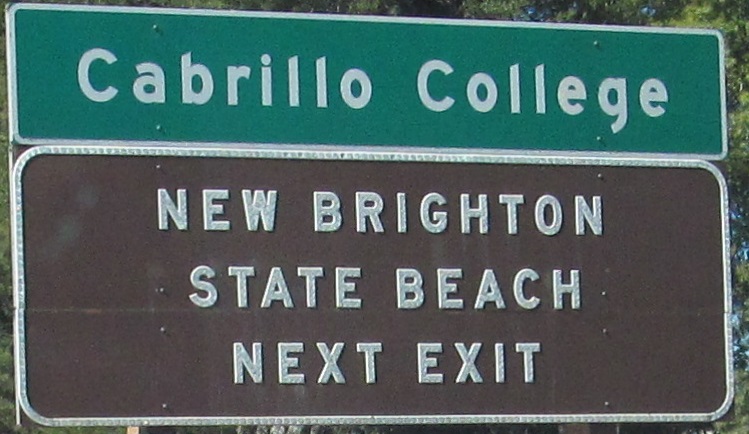 Cabrillo College
NEW BRIGHTON
STATE BEACH
NEXT EXIT